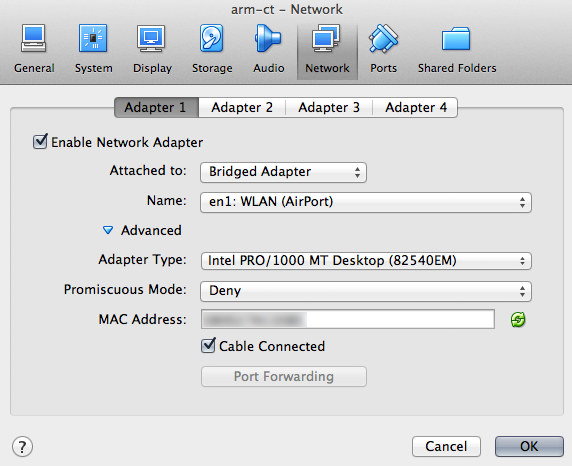 arm-ct – Network
General System Display Storage Audio Network Ports Shared Folders
Adapter 1 Adapter 2 Adapter 3 Adapter 4
Enable Network Adapter
Attached to: Bridged Adapter
Name: en1: WLAN (AirPort)
Advanced
Adapter Type: Intel PRO/1000 MT Desktop (82540EM)
Promiscuous Mode: Deny
MAC Address:
Cable Connected
Port Forwarding
? Cancel OK